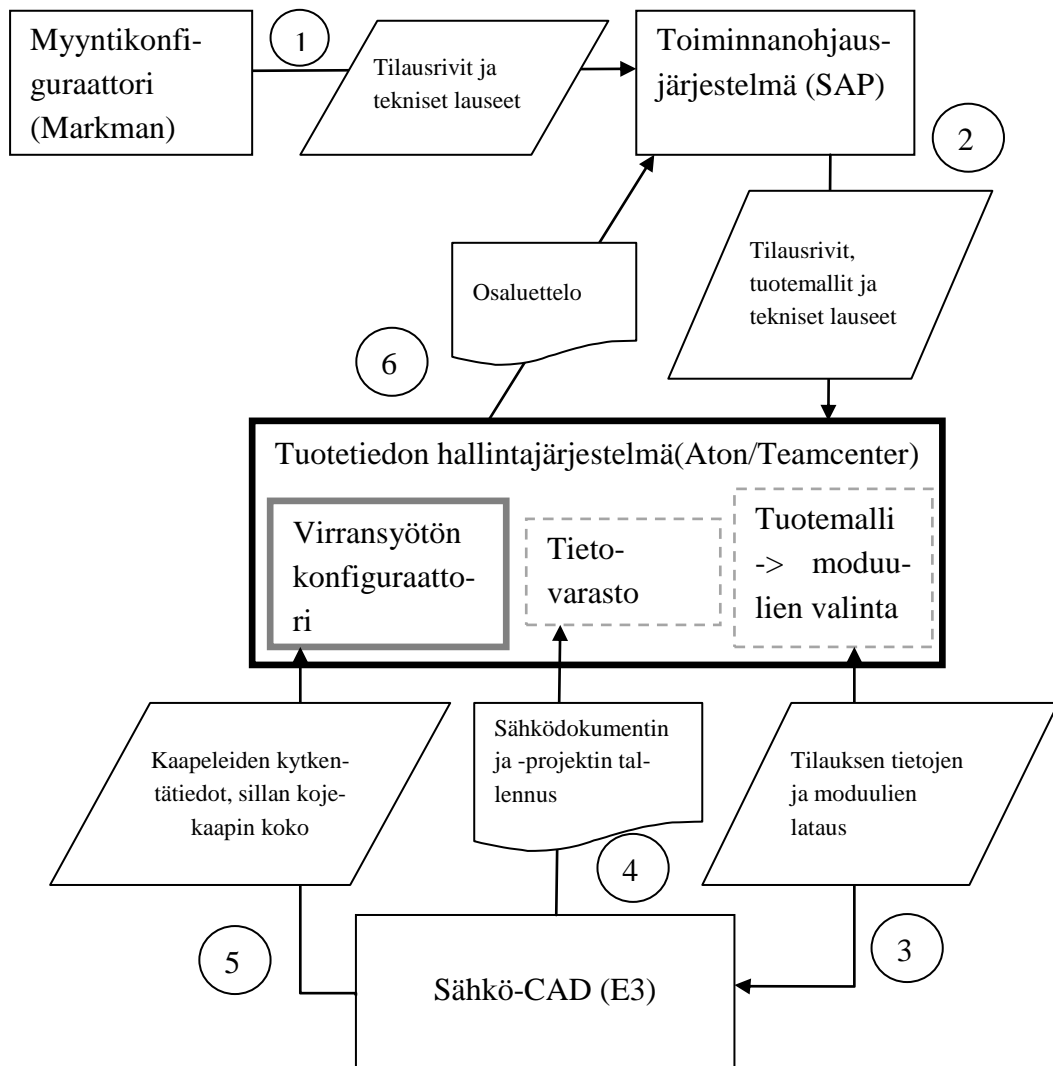 Myyntikonfi-
guraattori
(Markman)
1
Tilausrivit ja
tekniset lauseet
Toiminnanohjaus-
järjestelmä (SAP)
2
Tilausrivit,
tuotemallit ja
tekniset lauseet
Osaluettelo
6
Tuotetiedon hallintajärjestelmä(Aton/Teamcenter)
Virransyötön
konfiguraatto-
ri
Tieto-
varasto
Tuotemalli
-> moduu-
lien valinta
Kaapeleiden kytken-
tätiedot, sillan koje-
kaapin koko
Sähködokumentin
ja -projektin tal-
lennus
Tilauksen tietojen
ja moduulien
lataus
4
5
3
Sähkö-CAD (E3)